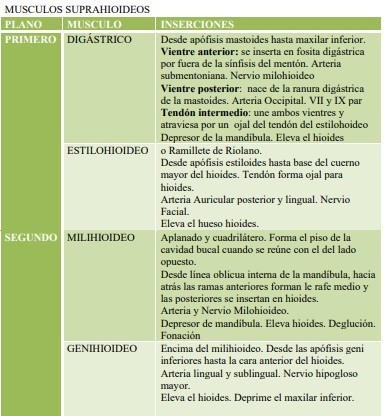 MUSCULOS SUPRAHIOIDEOS
PLANO MUSCULO INSERCIONES
PRIMERO DIGÁSTRICO Desde apófisis mastoides hasta maxilar inferior.
Vientre anterior: se inserta en fosita digástrica
por fuera de la sínfisis del mentón. Arteria
submentoniana. Nervio milohioideo
Vientre posterior: nace de la ranura digástrica
de la mastoides. Arteria Occipital. VII y IX par
Tendón intermedio: une ambos vientres y
atraviesa por un ojal del tendón del estilohoideo
Depresor de la mandíbula. Eleva el hioides
ESTILOHIOIDEO o Ramillete de Riolano.
Desde apófisis estiloides hasta base del cuerno
mayor del hioides. Tendón forma ojal para
hioides.
Arteria Auricular posterior y lingual. Nervio
Facial.
Eleva el hueso hioides.
SEGUNDO MILIHIOIDEO Aplanado y cuadrilátero. Forma el piso de la
cavidad bucal cuando se reúne con el del lado
opuesto.
Desde línea oblicua interna de la mandíbula, hacia
atrás las ramas anteriores forman le rafe medio y
las posteriores se insertan en hioides.
Arteria y Nervio Milohioideo.
Depresor de mandíbula. Eleva hioides. Deglución.
Fonación
GENIHIOIDEO Encima del milihioideo. Desde las apófisis geni
inferiores hasta la cara anterior del hioides.
Arteria lingual y sublingual. Nervio hipogloso
mayor.
Eleva el hioides. Deprime el maxilar inferior.